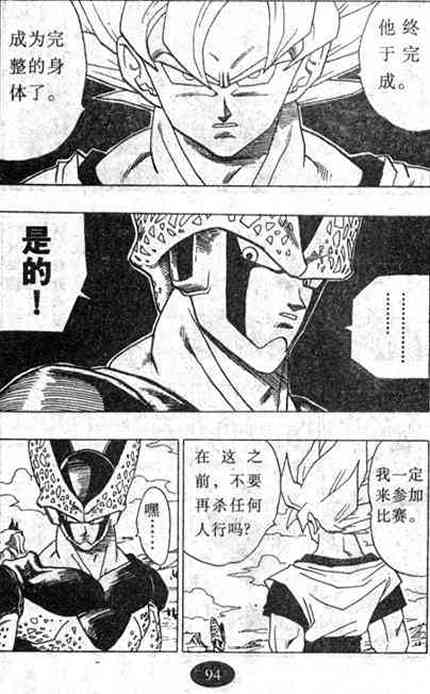 他终
于完
成。
成为完
整的身
体了。
…………
是的！
我一定
来参加
比赛。
在这之
前，不要
再杀任何
人行吗？
嘿……
94